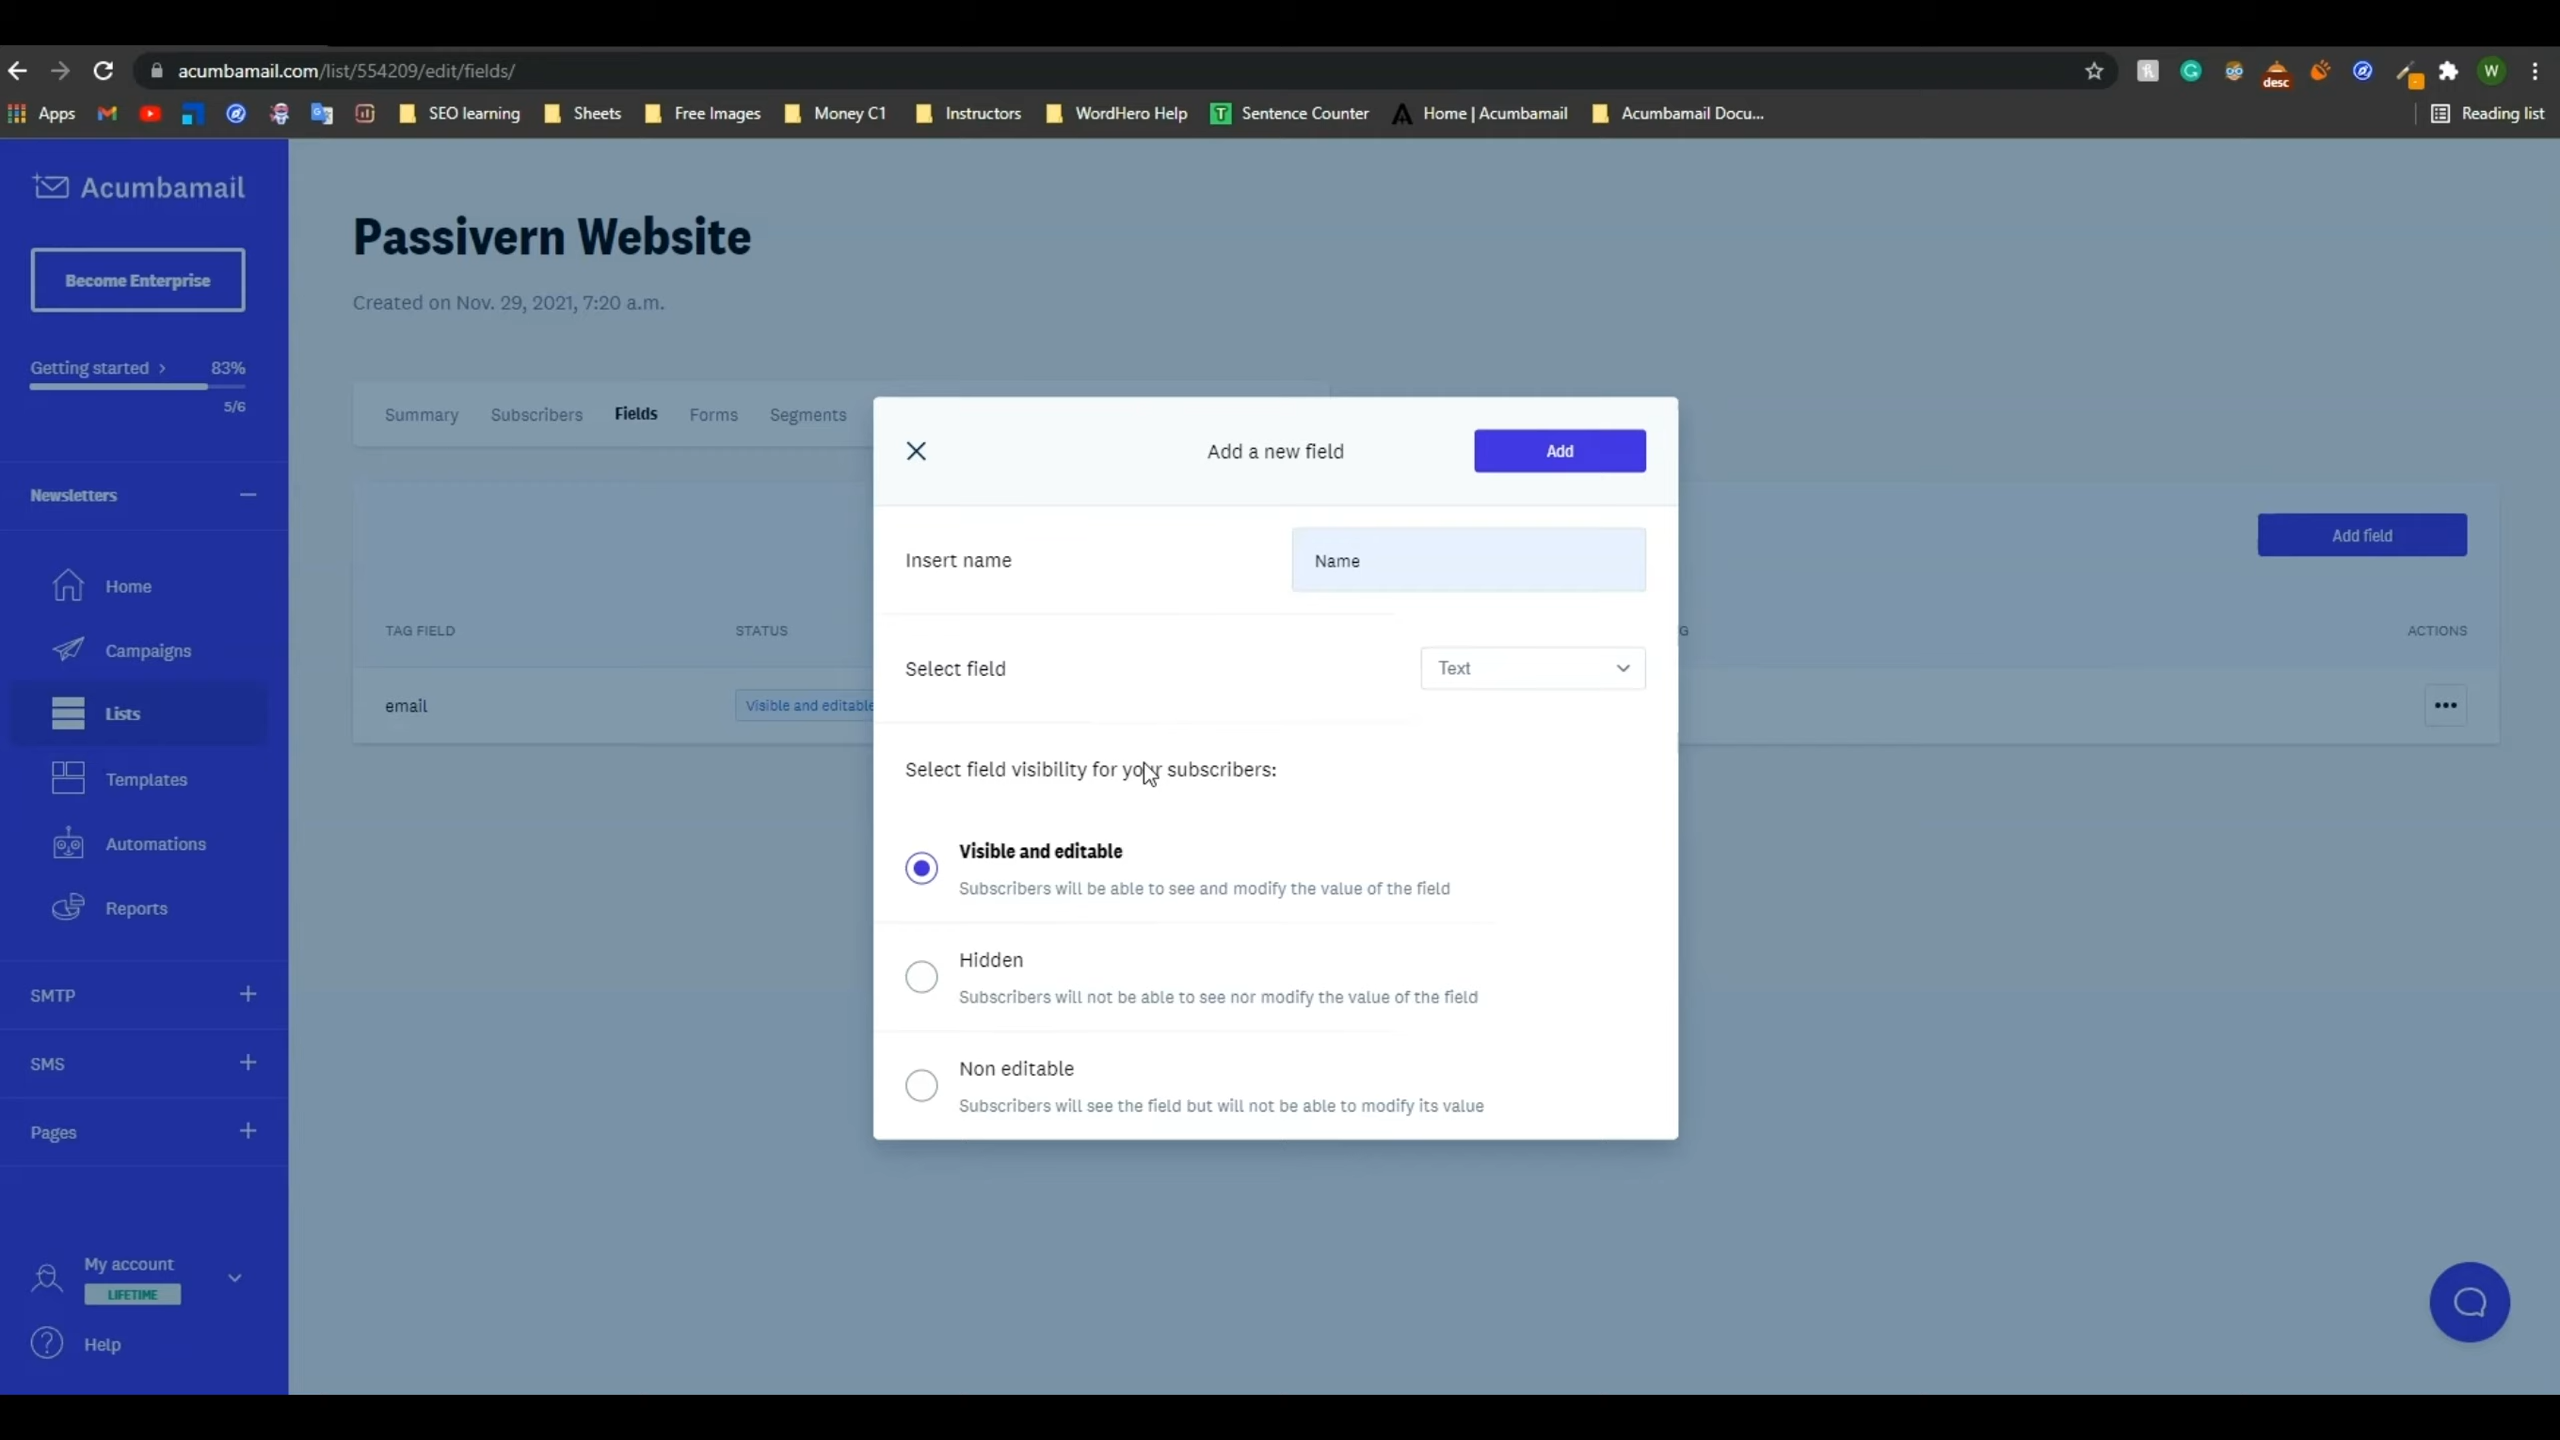 acumbamail.com/list/554209/edit/fields/
W
Apps
SEO learning
Sheets
Free Images
Money C1
Instructors
WordHero Help
T
Sentence Counter
Home | Acumbamail
Acumbamail Docu...
Reading list
desc
Acumbamail
Become Enterprise
Getting started > 83%
5/6
Newsletters
Home
Campaigns
Lists
Templates
Automations
Reports
SMTP
SMS
Pages
My account
LIFETIME
Help
Passivern Website
Created on Nov. 29, 2021, 7:20 a.m.
Summary
Subscribers
Fields
Forms
Segments
Add field
TAG FIELD
STATUS
G
ACTIONS
email
Visible and editable
Add a new field
Add
Insert name
Name
Select field
Text
Select field visibility for your subscribers:
Visible and editable
Subscribers will be able to see and modify the value of the field
Hidden
Subscribers will not be able to see nor modify the value of the field
Non editable
Subscribers will see the field but will not be able to modify its value